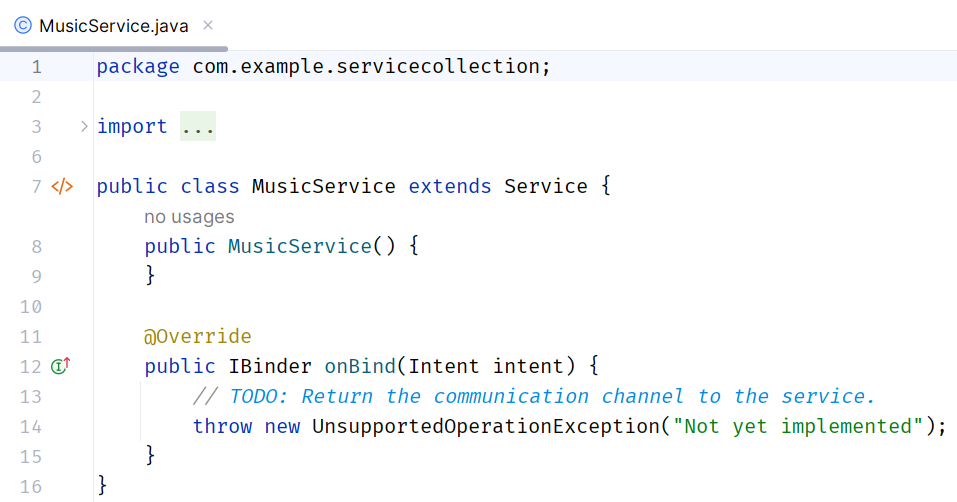 MusicService.java
1 package com.example.servicecollection;
2
3 import ...
6
7 public class MusicService extends Service {
no usages
8 public MusicService() {
9 }
10
11 @Override
12 public IBinder onBind(Intent intent) {
13 // TODO: Return the communication channel to the service.
14 throw new UnsupportedOperationException("Not yet implemented");
15 }
16 }